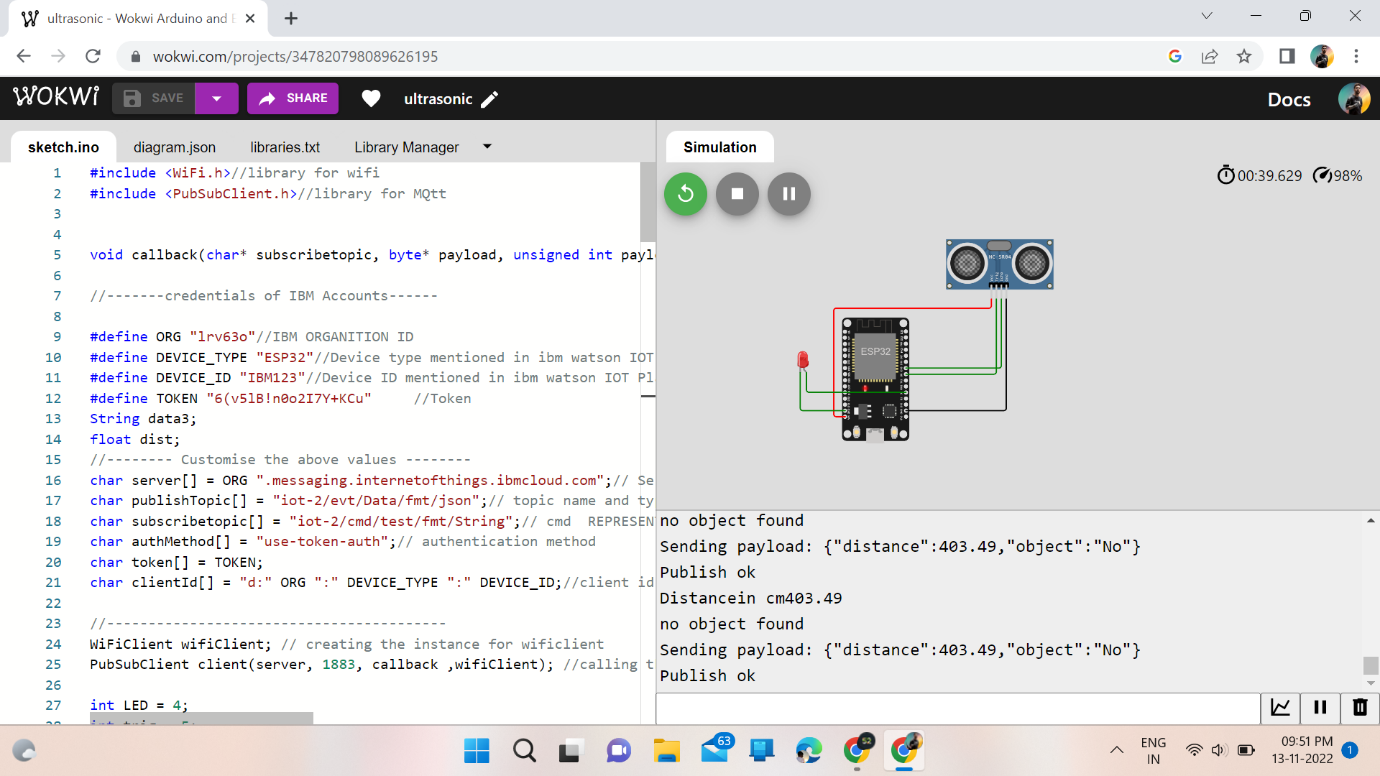 ultrasonic - Wokwi Arduino and E
wokwi.com/projects/347820798089626195
WOKWI
SAVE
SHARE
ultrasonic
Docs
sketch.ino
diagram.json
libraries.txt
Library Manager
Simulation
1 #include <WiFi.h>//library for wifi
2 #include <PubSubClient.h>//library for MQtt
3
4
5 void callback(char* subscribetopic, byte* payload, unsigned int payl
6
7 //-------credentials of IBM Accounts------
8
9 #define ORG "lrv63o"//IBM ORGANITION ID
10 #define DEVICE_TYPE "ESP32"//Device type mentioned in ibm watson IOT
11 #define DEVICE_ID "IBM123"//Device ID mentioned in ibm watson IOT Pl
12 #define TOKEN "6(v5lB!n0o2I7Y+KCu" //Token
13 String data3;
14 float dist;
15 //-------- Customise the above values --------
16 char server[] = ORG ".messaging.internetofthings.ibmcloud.com";// Se
17 char publishTopic[] = "iot-2/evt/Data/fmt/json";// topic name and ty
18 char subscribetopic[] = "iot-2/cmd/test/fmt/String";// cmd REPRESEN
19 char authMethod[] = "use-token-auth";// authentication method
20 char token[] = TOKEN;
21 char clientId[] = "d:" ORG ":" DEVICE_TYPE ":" DEVICE_ID;//client id
22
23 //-----------------------------------------
24 WiFiClient wifiClient; // creating the instance for wificlient
25 PubSubClient client(server, 1883, callback ,wifiClient); //calling t
26
27 int LED = 4;
00:39.629
98%
HC-SR04
ESP32
no object found
Sending payload: {"distance":403.49,"object":"No"}
Publish ok
Distancein cm403.49
no object found
Sending payload: {"distance":403.49,"object":"No"}
Publish ok
63
52
ENG
IN
09:51 PM
13-11-2022
1